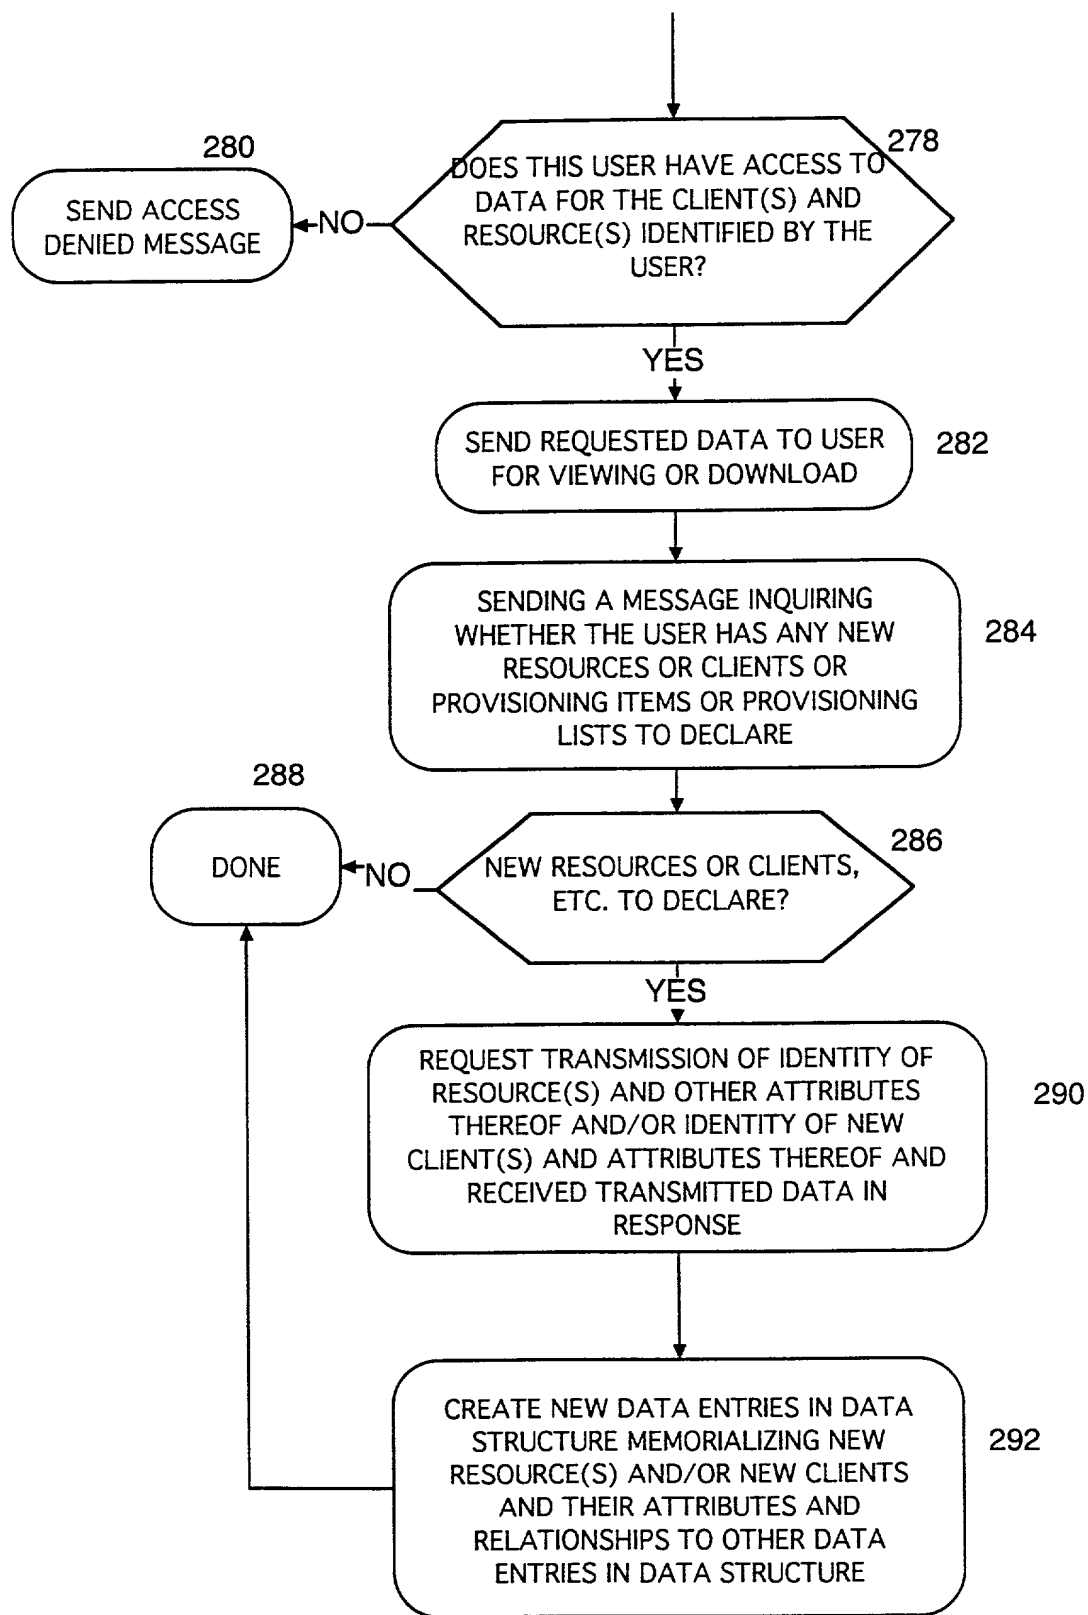 280
278
DOES THIS USER HAVE ACCESS TO
DATA FOR THE CLIENT(S) AND
RESOURCE(S) IDENTIFIED BY THE
USER?
SEND ACCESS
DENIED MESSAGE
NO
YES
SEND REQUESTED DATA TO USER
FOR VIEWING OR DOWNLOAD
282
SENDING A MESSAGE INQUIRING
WHETHER THE USER HAS ANY NEW
RESOURCES OR CLIENTS OR
PROVISIONING ITEMS OR PROVISIONING
LISTS TO DECLARE
284
288
286
DONE
NO
NEW RESOURCES OR CLIENTS,
ETC. TO DECLARE?
YES
REQUEST TRANSMISSION OF IDENTITY OF
RESOURCE(S) AND OTHER ATTRIBUTES
THEREOF AND/OR IDENTITY OF NEW
CLIENT(S) AND ATTRIBUTES THEREOF AND
RECEIVED TRANSMITTED DATA IN
RESPONSE
290
CREATE NEW DATA ENTRIES IN DATA
STRUCTURE MEMORIALIZING NEW
RESOURCE(S) AND/OR NEW CLIENTS
AND THEIR ATTRIBUTES AND
RELATIONSHIPS TO OTHER DATA
ENTRIES IN DATA STRUCTURE
292